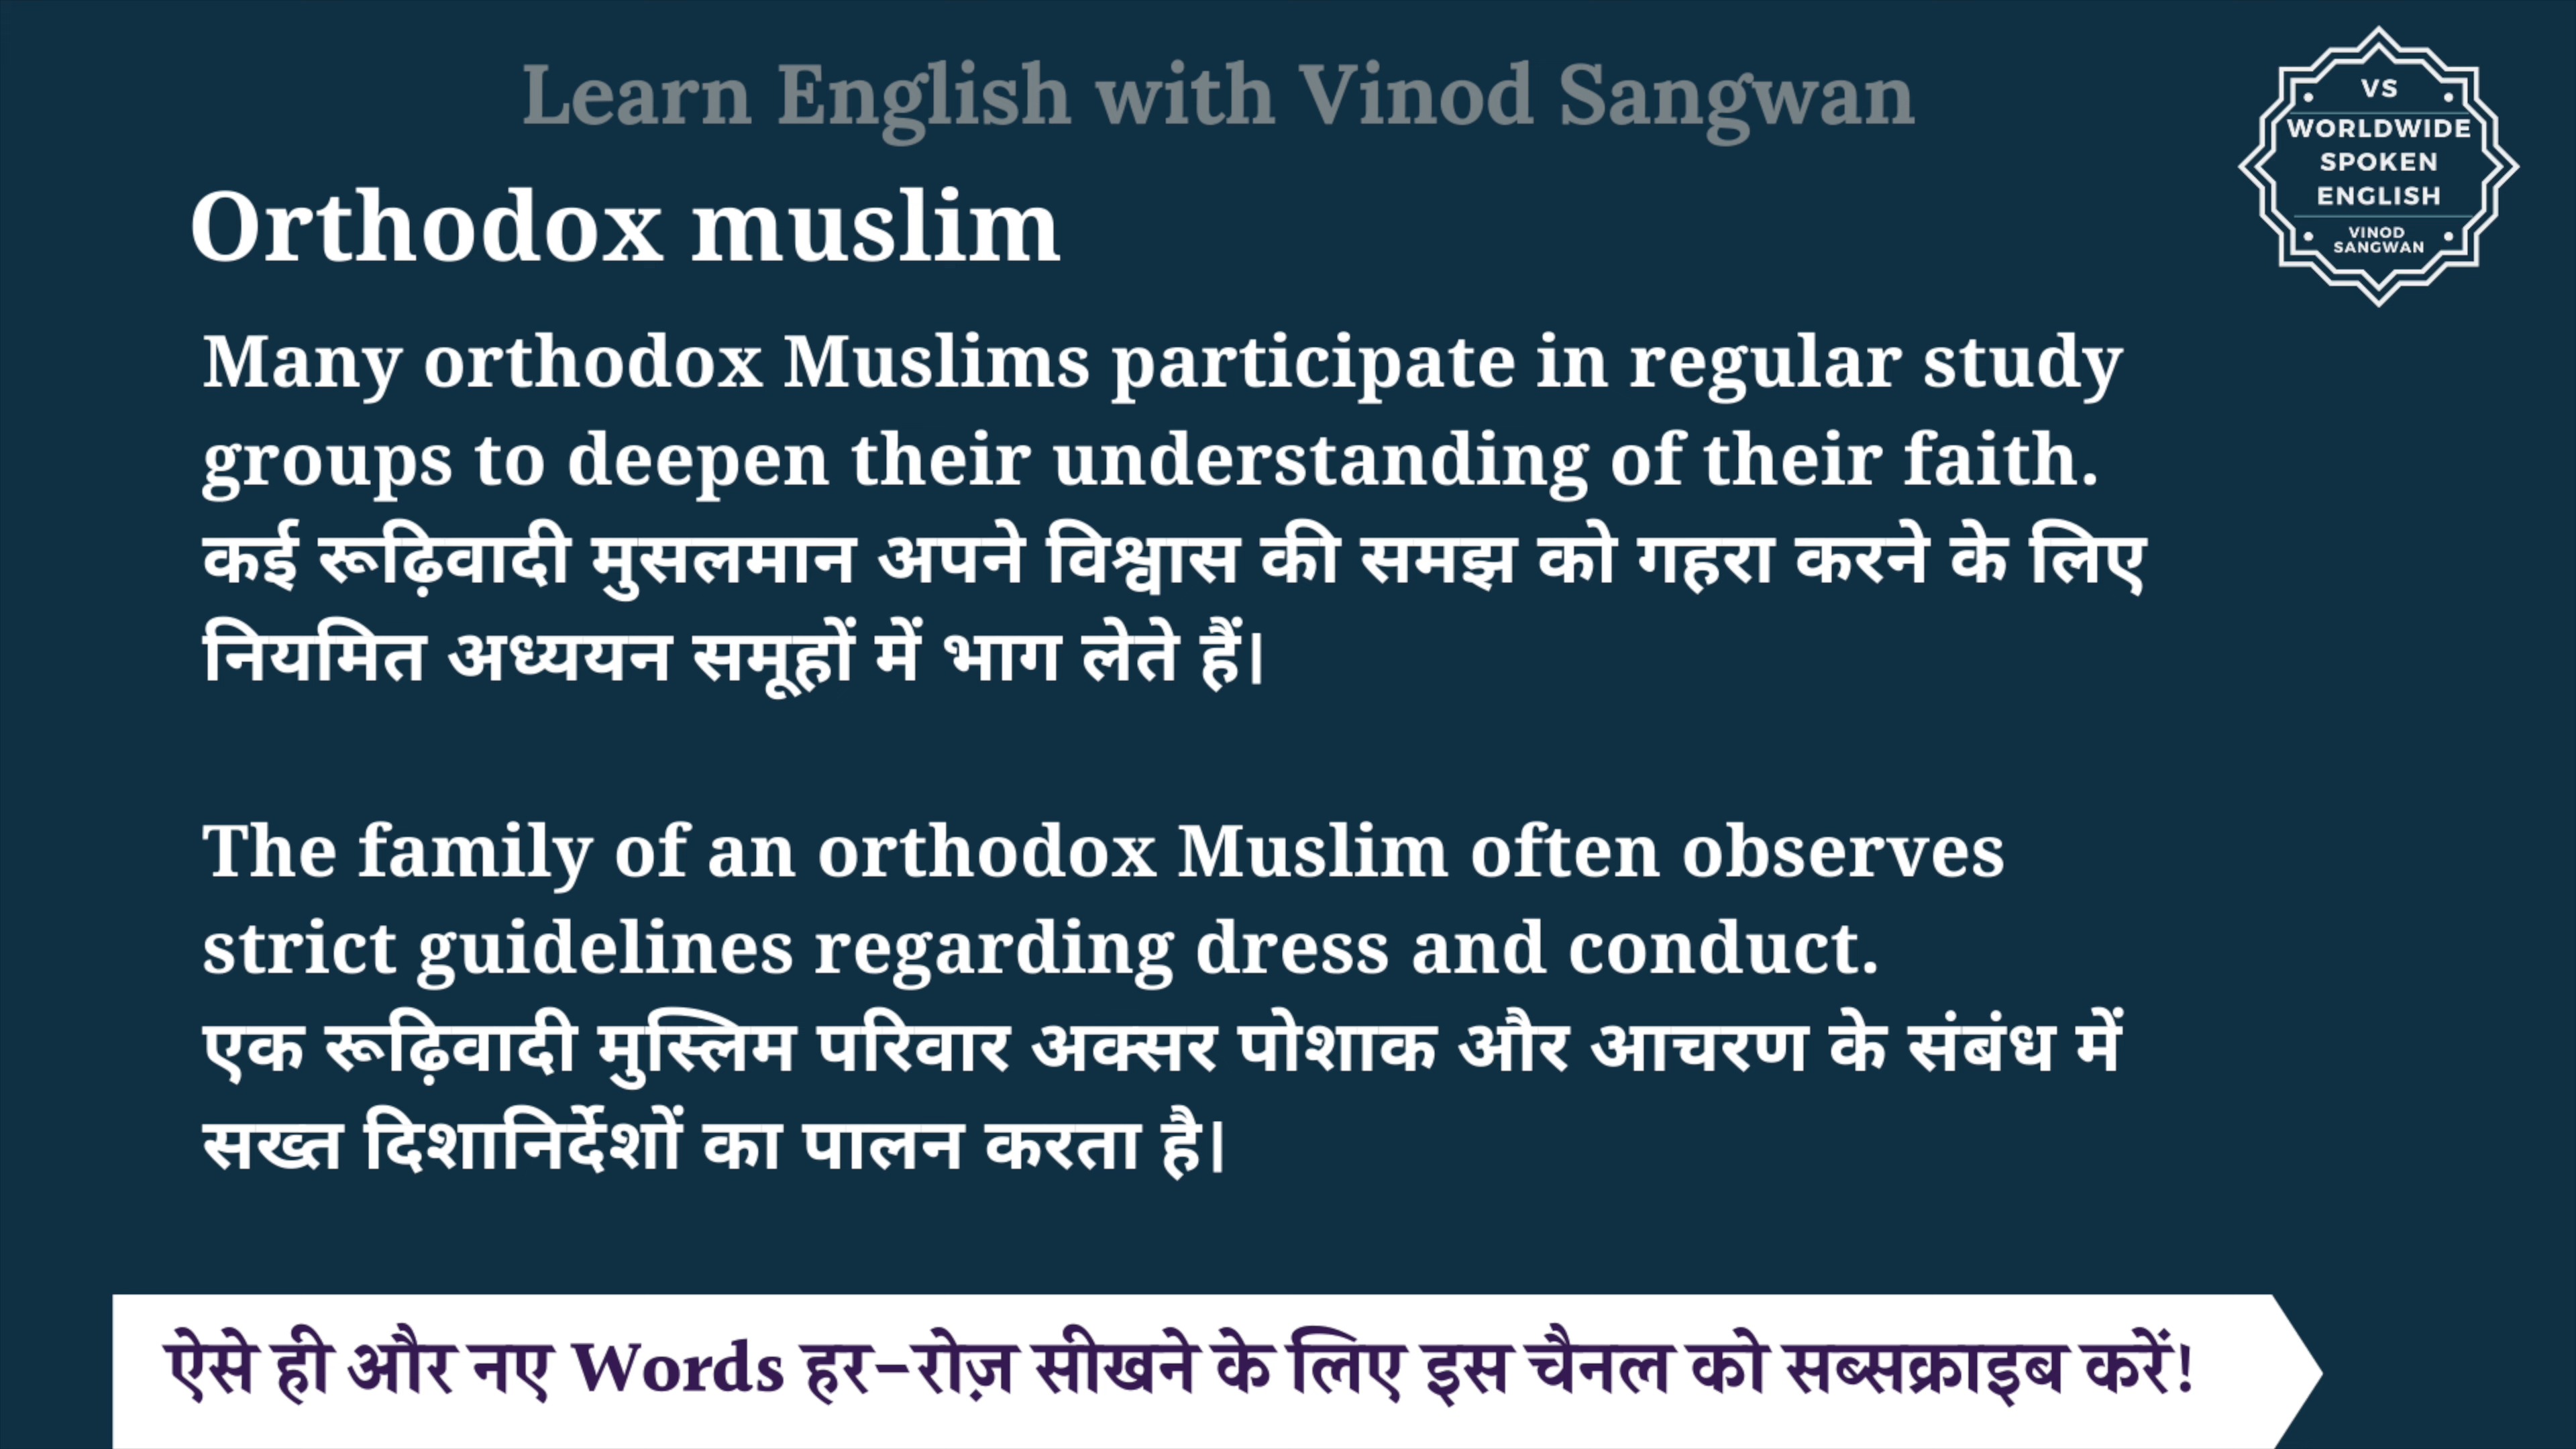 Learn English with Vinod Sangwan
VS
WORLDWIDE
SPOKEN
ENGLISH
VINOD
SANGWAN
Orthodox muslim
Many orthodox Muslims participate in regular study
groups to deepen their understanding of their faith.
कई रूढ़िवादी मुसलमान अपने विश्वास की समझ को गहरा करने के लिए
नियमित अध्ययन समूहों में भाग लेते हैं।
The family of an orthodox Muslim often observes
strict guidelines regarding dress and conduct.
एक रूढ़िवादी मुस्लिम परिवार अक्सर पोशाक और आचरण के संबंध में
सख्त दिशानिर्देशों का पालन करता है।
ऐसे ही और नए Words हर-रोज़ सीखने के लिए इस चैनल को सब्सक्राइब करें!